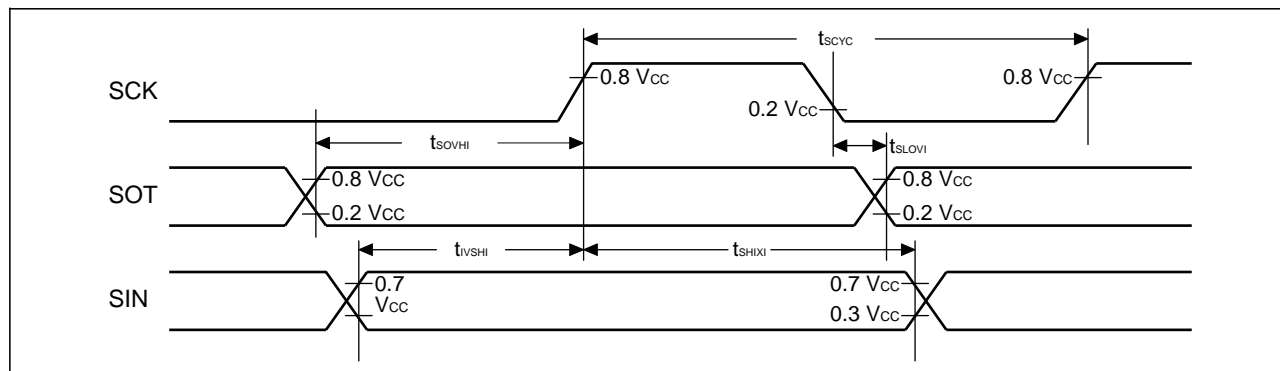 tSCYC
SCK
0.8 VCC
0.8 VCC
0.2 VCC
tSOVHI
tSLOVI
SOT
0.8 VCC
0.8 VCC
0.2 VCC
0.2 VCC
tIVSHI
tSHIXI
SIN
0.7
VCC
0.7 VCC
0.3 VCC